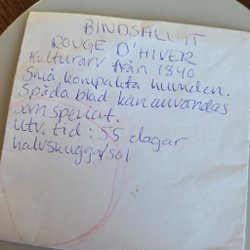 BINDSALLAT
ROUGE D'HIVER
Kulturarv från 1840
Små kompakta huvuden.
Späda blad kan användas
som spenat.
Utv. tid: 55 dagar
halvskugga/sol